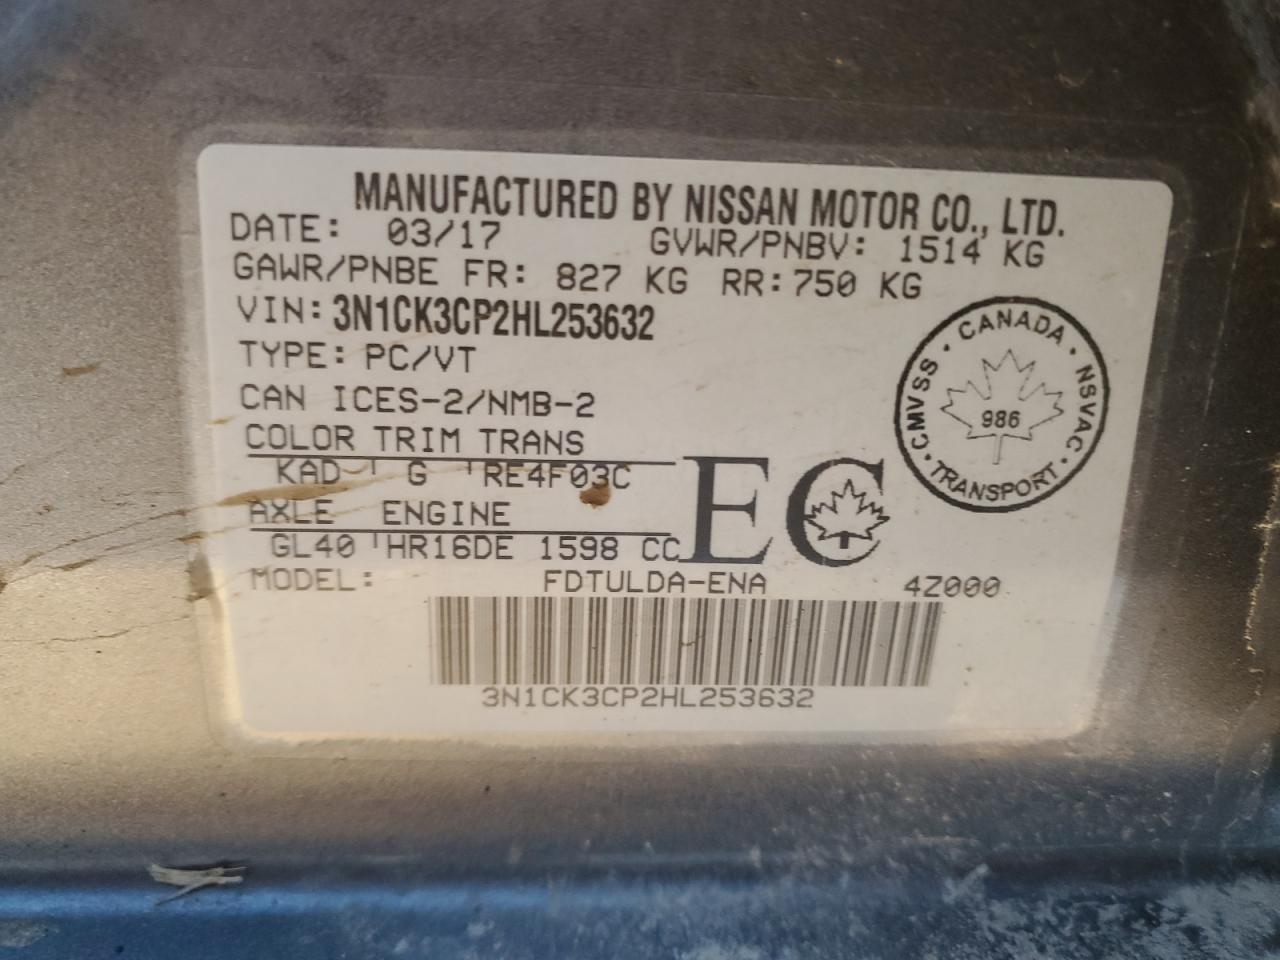 MANUFACTURED BY NISSAN MOTOR CO., LTD.
DATE: 03/17 GVWR/PNBV: 1514 KG
GAWR/PNBE FR: 827 KG RR:750 KG
VIN: 3N1CK3CP2HL253632
TYPE: PC/VT
CAN ICES-2/NMB-2
COLOR TRIM TRANS
KAD G RE4F03C
AXLE ENGINE
GL40 HR16DE 1598 CC
EC
CANADA · NSVAC · TRANSPORT · CMVSS ·
986
MODEL: FDTULDA-ENA 4Z000
3N1CK3CP2HL253632